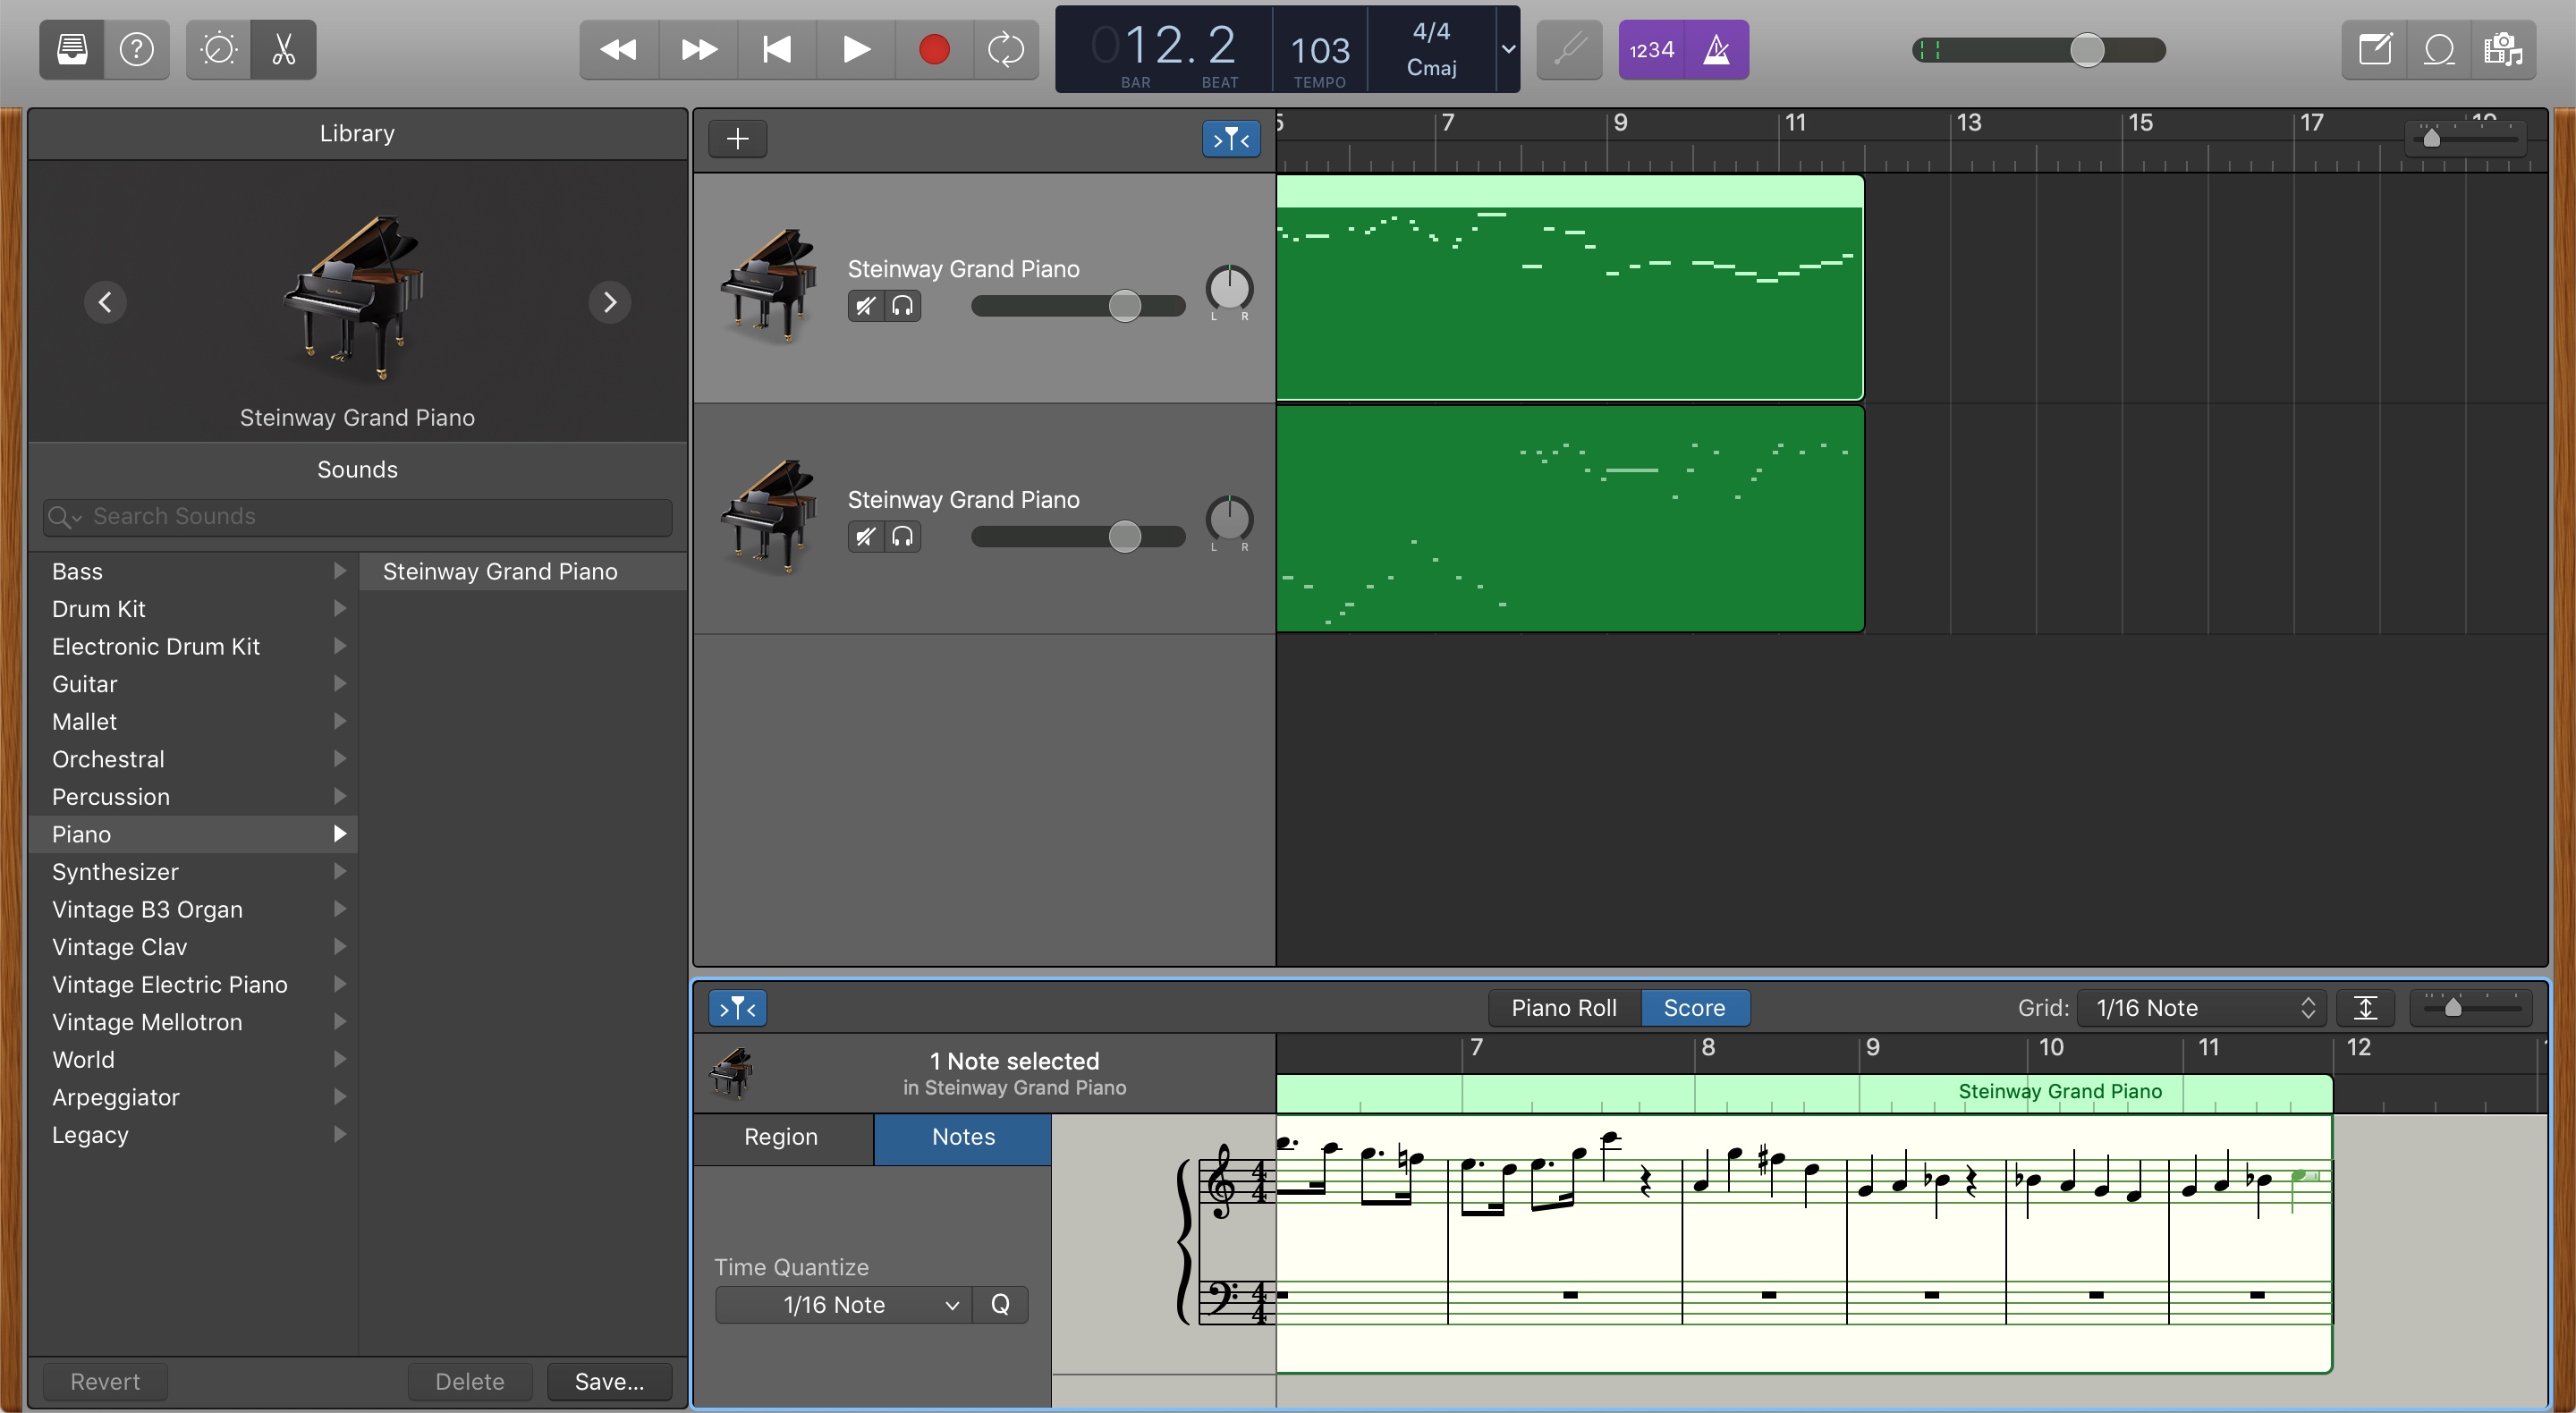 012.2
BAR
BEAT
103
TEMPO
4/4
Cmaj
1234
Library
Steinway Grand Piano
Sounds
Search Sounds
Bass
Drum Kit
Electronic Drum Kit
Guitar
Mallet
Orchestral
Percussion
Piano
Synthesizer
Vintage B3 Organ
Vintage Clav
Vintage Electric Piano
Vintage Mellotron
World
Arpeggiator
Legacy
Steinway Grand Piano
Revert
Delete
Save...
7 9 11 13 15 17
Steinway Grand Piano
L R
Steinway Grand Piano
L R
Piano Roll
Score
Grid: 1/16 Note
1 Note selected
in Steinway Grand Piano
7 8 9 10 11 12
Steinway Grand Piano
Region
Notes
Time Quantize
1/16 Note
Q
4/4
4/4